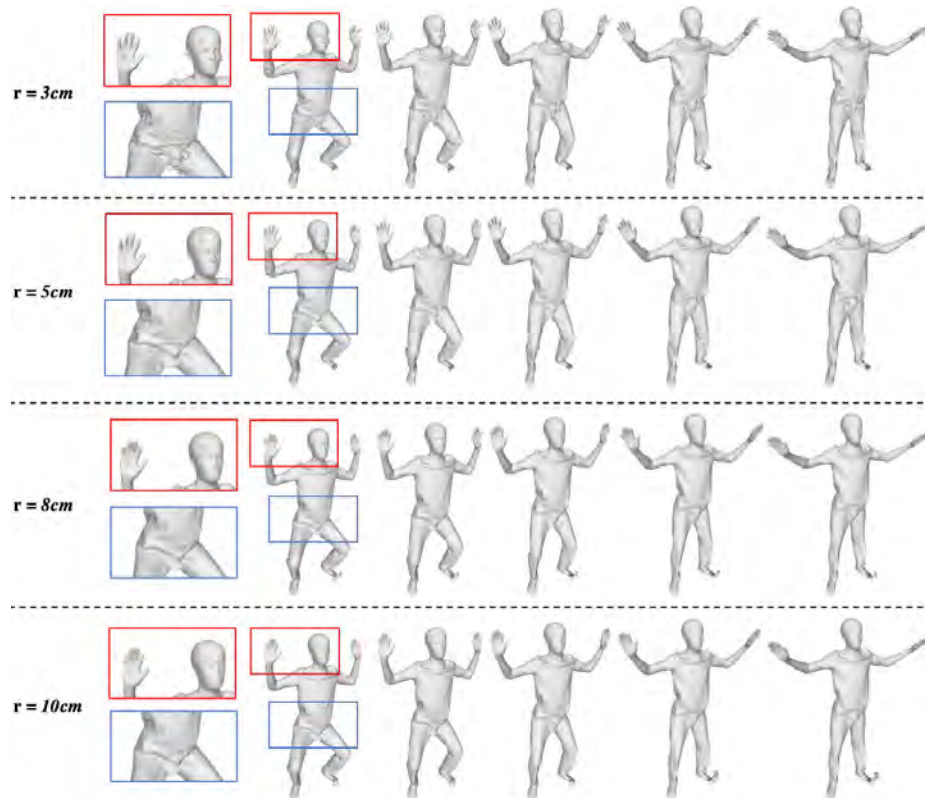 r = 3cm
r = 5cm
r = 8cm
r = 10cm